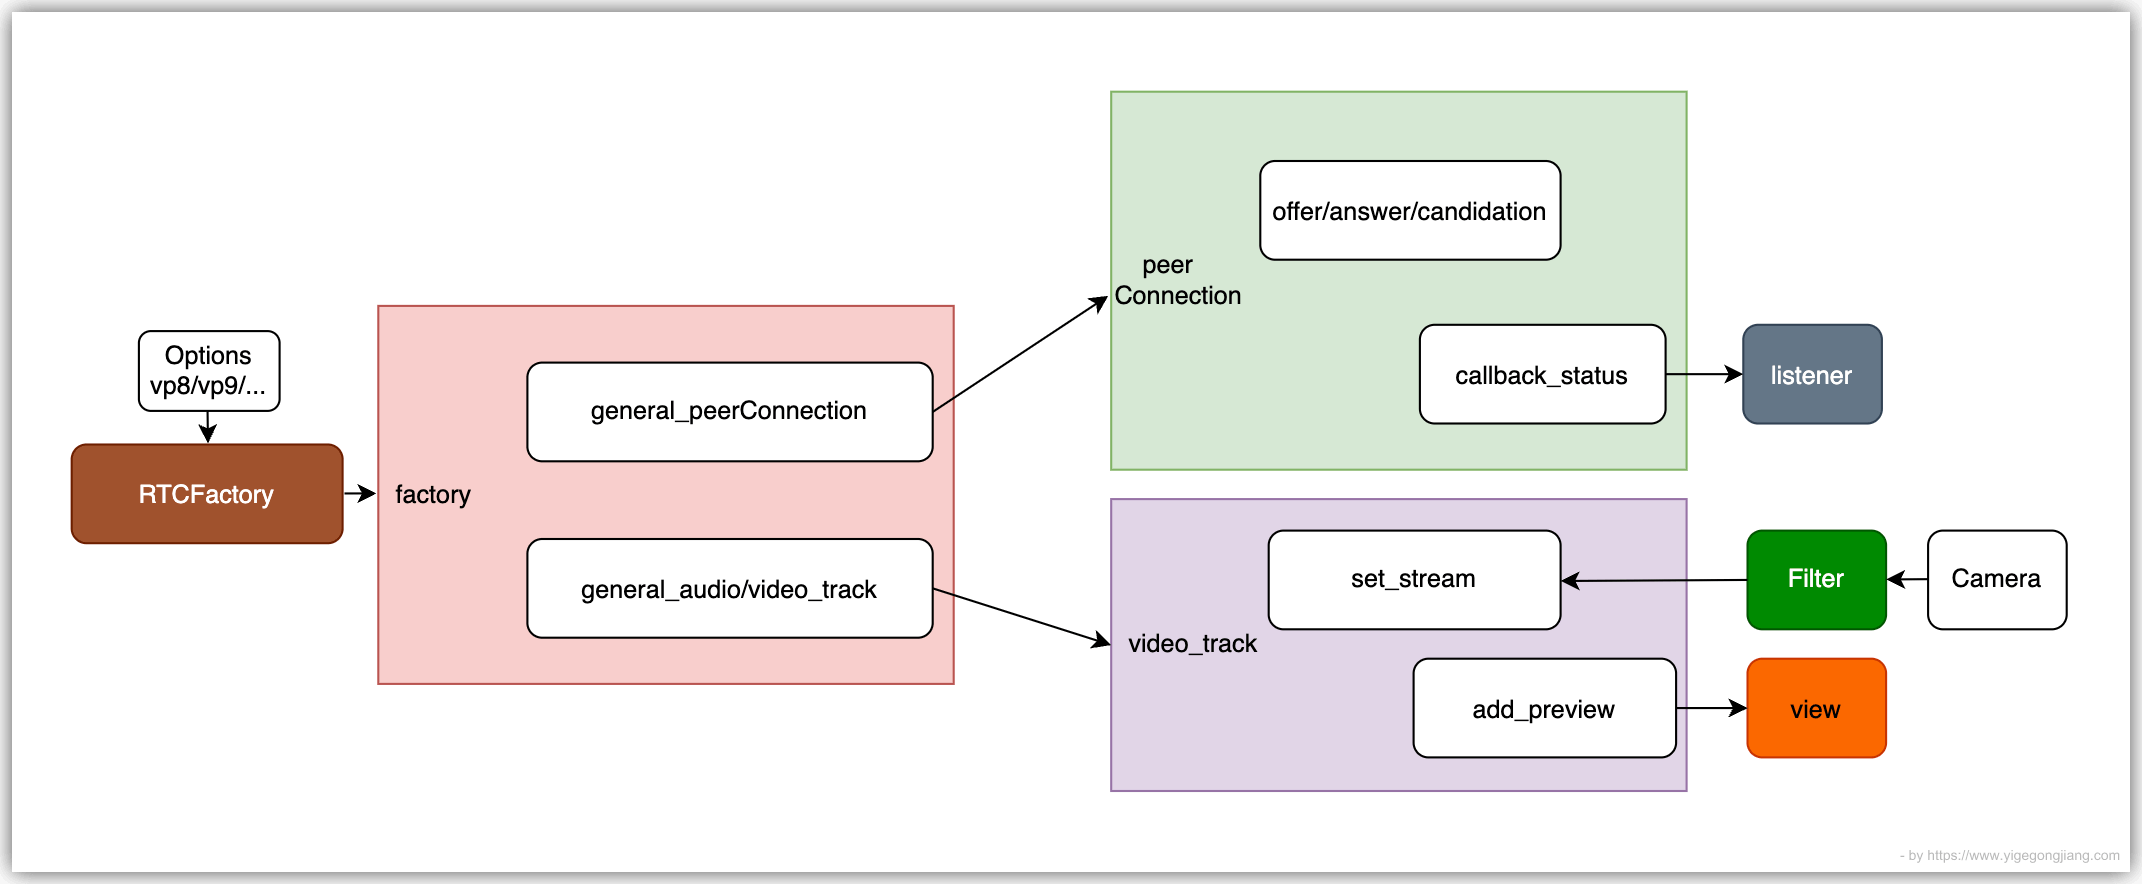 Options
vp8/vp9/...
RTCFactory
factory
general_peerConnection
general_audio/video_track
peer
Connection
offer/answer/candidation
callback_status
listener
video_track
set_stream
add_preview
Filter
Camera
view
- by https://www.yigegongjiang.com